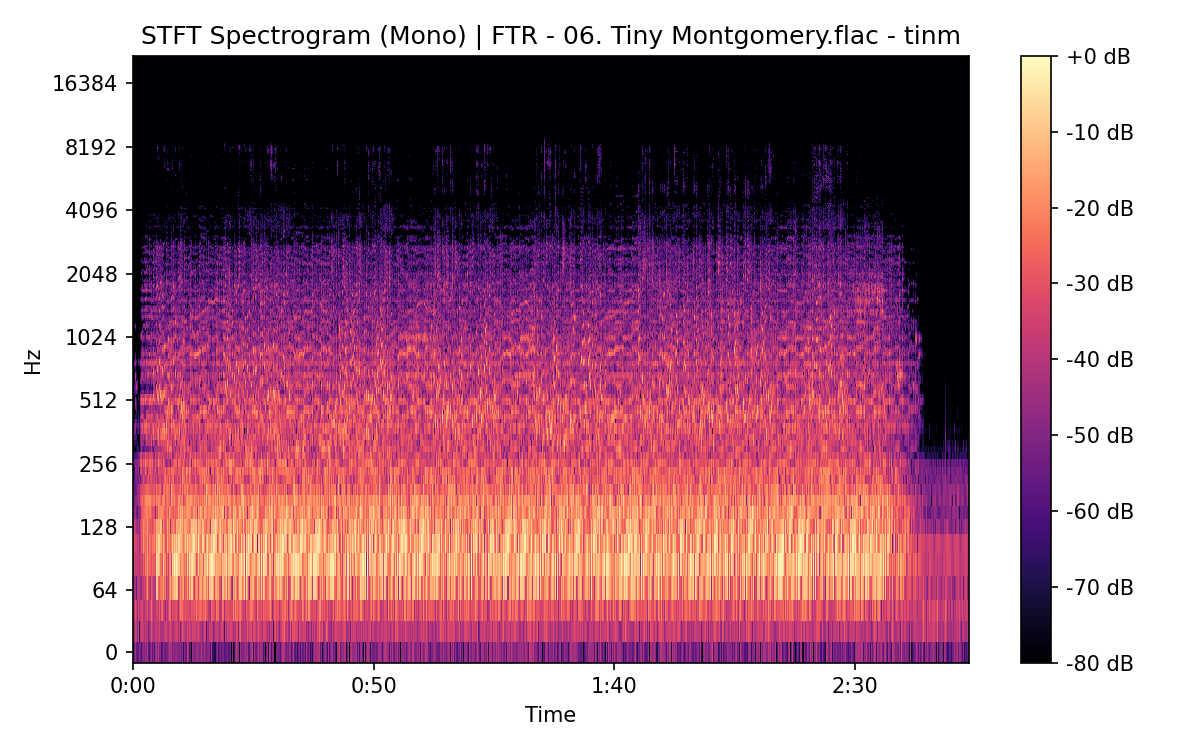 STFT Spectrogram (Mono) | FTR - 06. Tiny Montgomery.flac - tinm
16384
8192
4096
2048
1024
512
256
128
64
0
Hz
0:00
0:50
1:40
2:30
Time
+0 dB
-10 dB
-20 dB
-30 dB
-40 dB
-50 dB
-60 dB
-70 dB
-80 dB